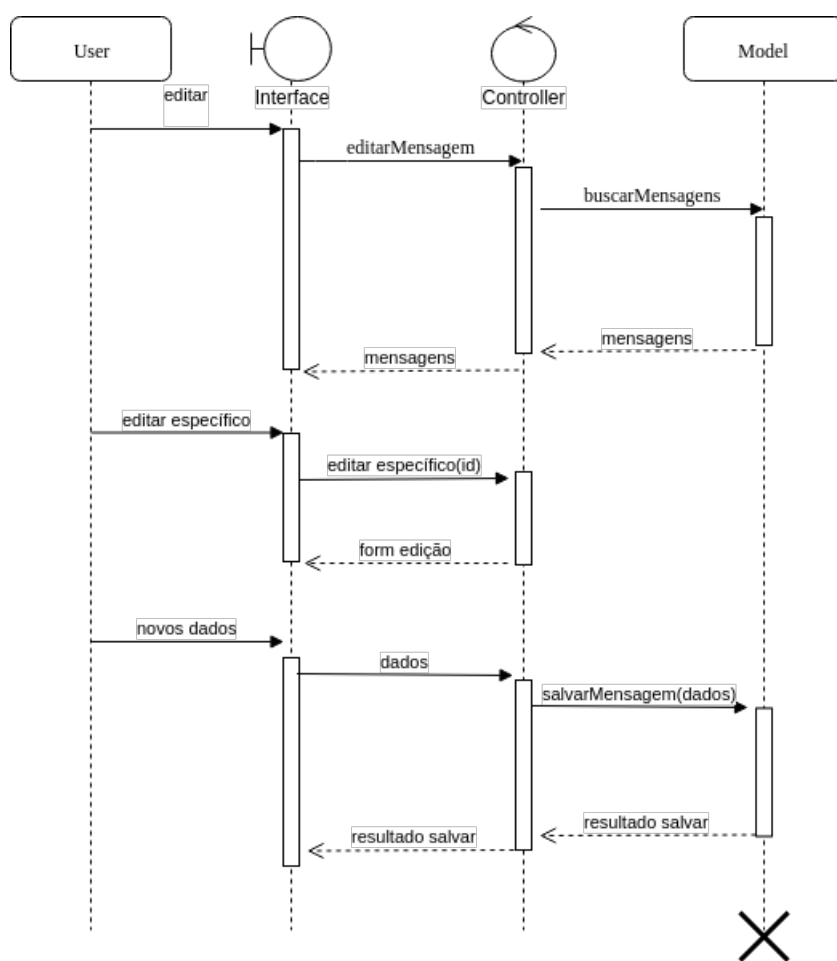 User
Interface
Controller
Model
editar
editarMensagem
buscarMensagens
mensagens
mensagens
editar específico
editar específico(id)
form edição
novos dados
dados
salvarMensagem(dados)
resultado salvar
resultado salvar